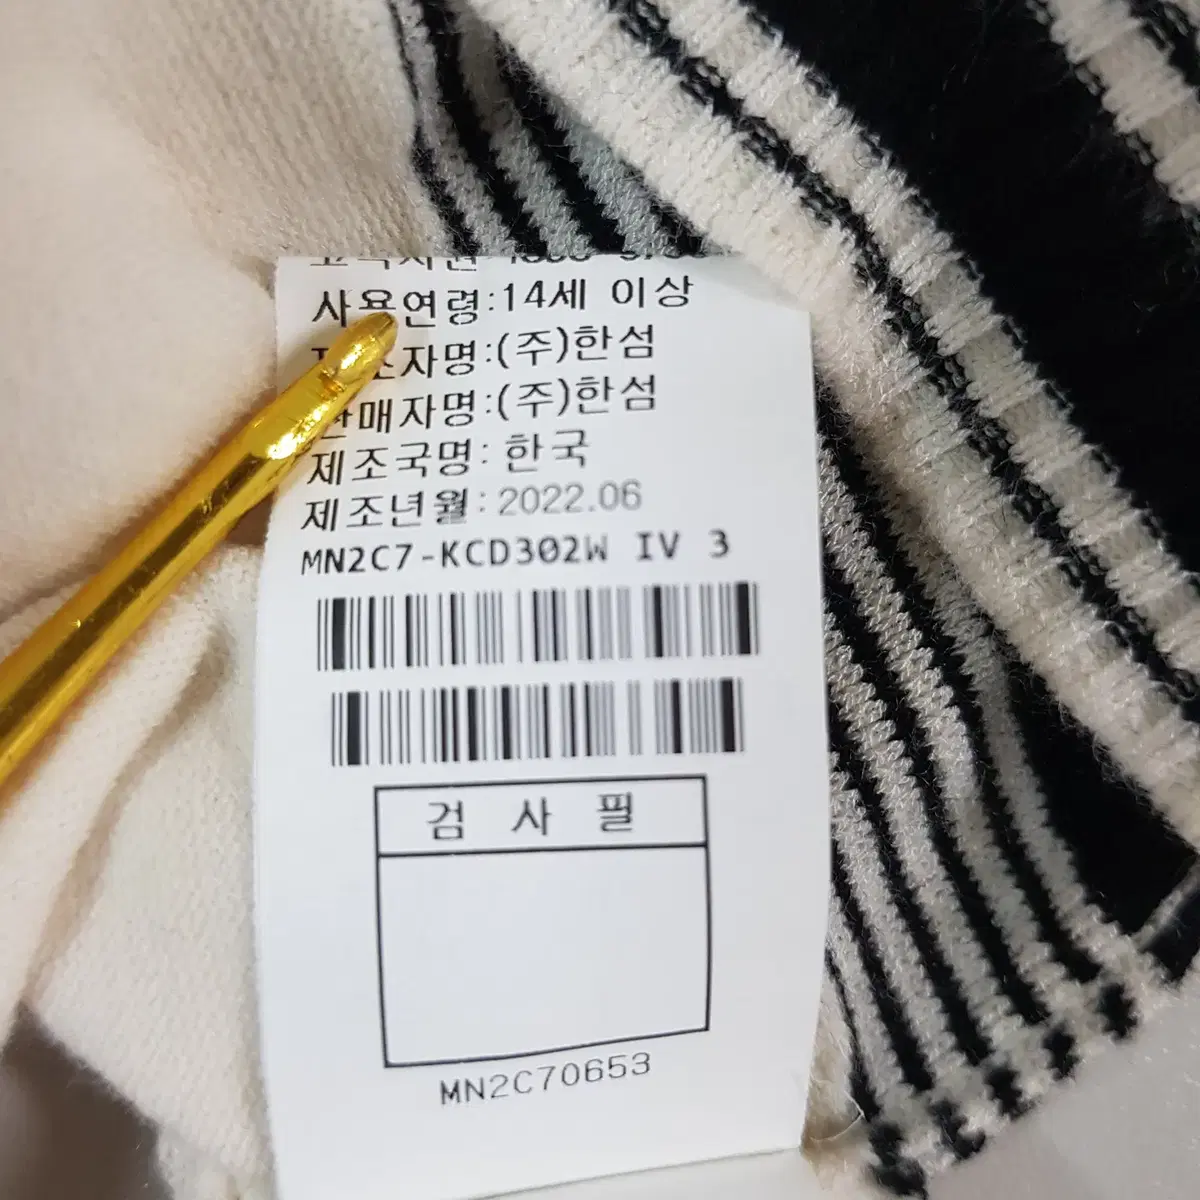 사용연령:14세 이상
제조자명:(주)한섬
판매자명:(주)한섬
제조국명:한국
제조년월:2022.06
MN2C7-KCD302W IV 3
검 사 필
MN2C70653